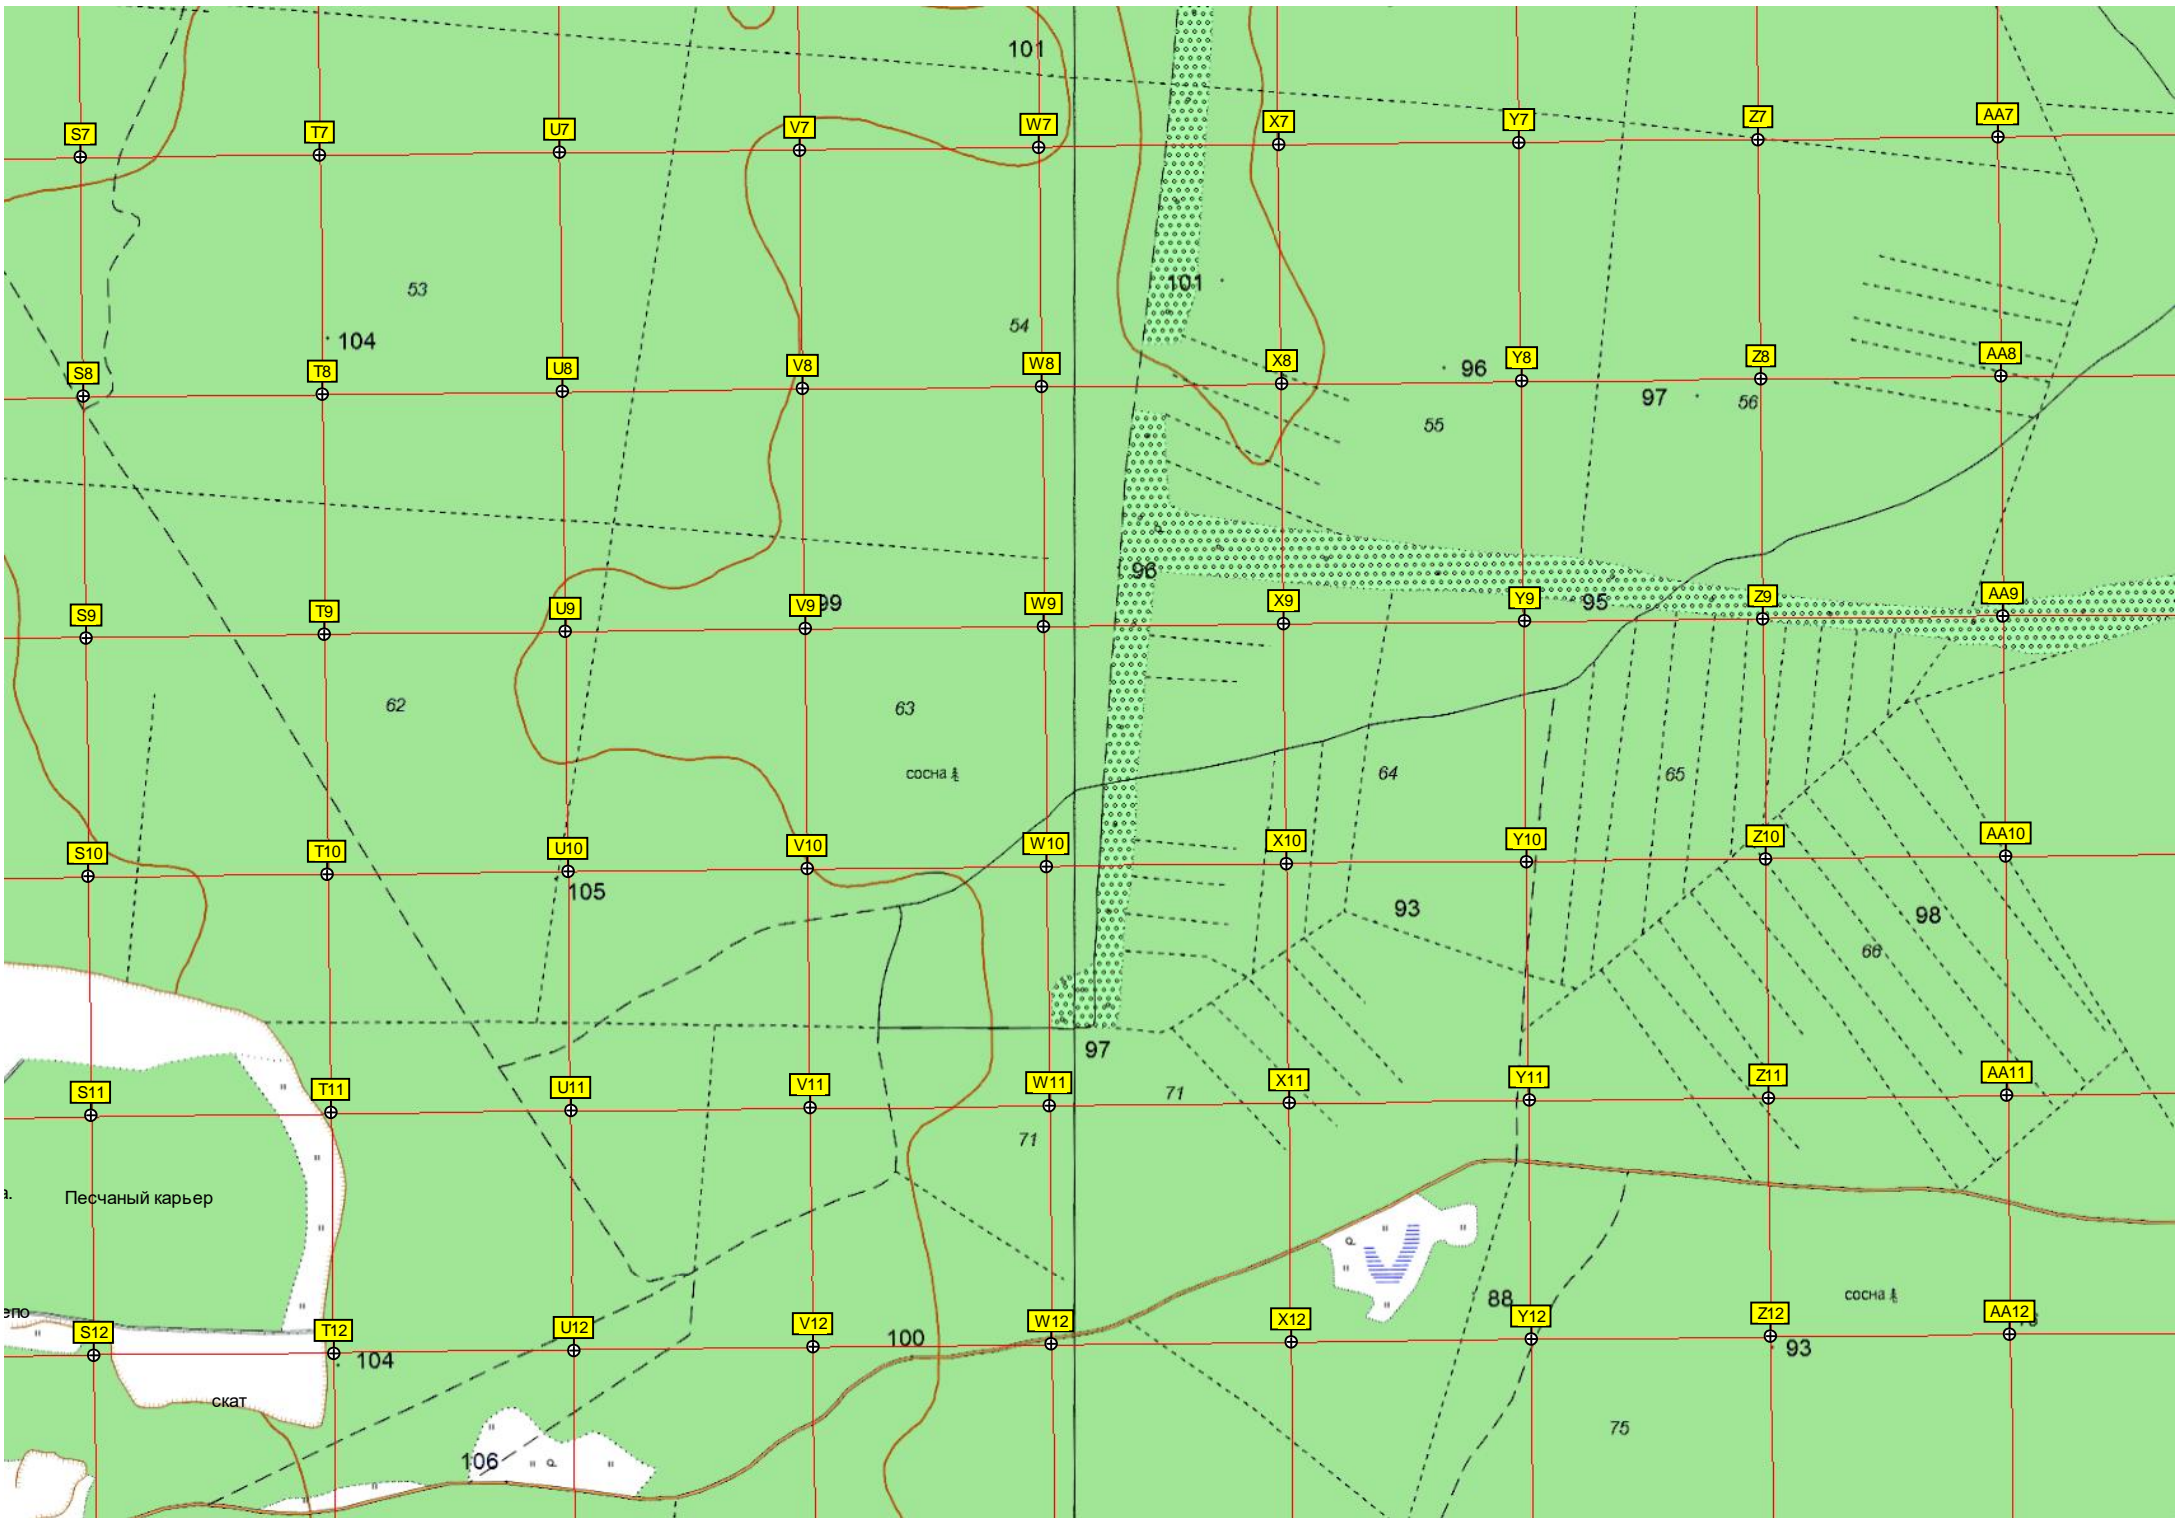 101
S7 T7 U7 V7 W7 X7 Y7 Z7 AA7
53
101
54
104
S8 T8 U8 V8 W8 X8 96 Y8 Z8 AA8
97 56
55
96
S9 T9 U9 V9 99 W9 X9 Y9 95 Z9 AA9
62 63
сосна 64 65
S10 T10 U10 V10 W10 X10 Y10 Z10 AA10
105 93 98
66
97
S11 T11 U11 V11 W11 71 X11 Y11 Z11 AA11
71
а. Песчаный карьер
88 сосна
епо
S12 T12 U12 V12 W12 X12 Y12 Z12 AA12
104 100 93
скат
75
106